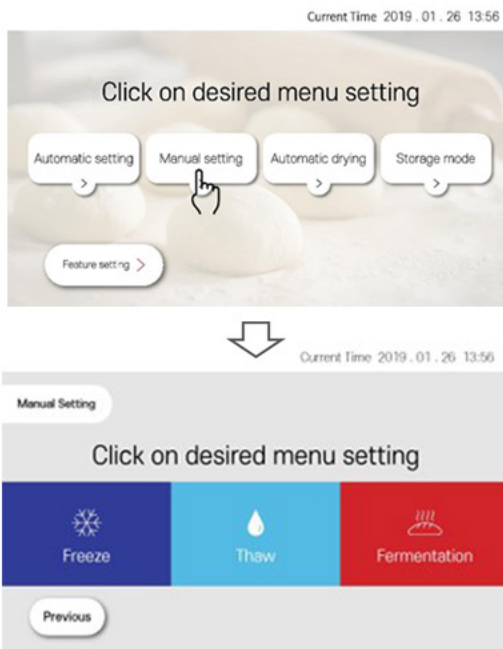 Current Time 2019 . 01 . 26 13:56
Click on desired menu setting
Automatic setting
Manual setting
Automatic drying
Storage mode
Feature setting
Current Time 2019 . 01 . 26 13:56
Manual Setting
Click on desired menu setting
Freeze
Thaw
Fermentation
Previous